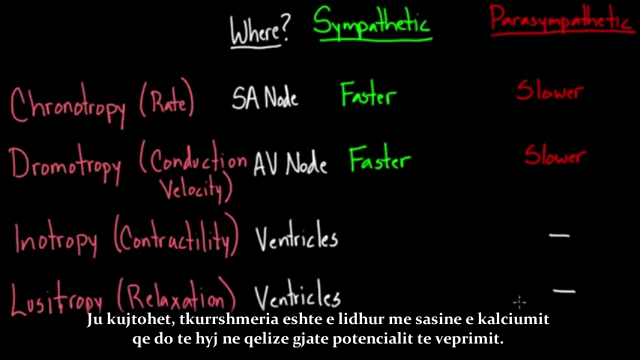 Where? Sympathetic Parasympathetic
Chronotropy (Rate) SA Node Faster Slower
Dromotropy (Conduction AV Node Faster Slower
Velocity)
Inotropy (Contractility) Ventricles —
Lusitropy (Relaxation) Ventricles —
Ju kujtohet, tkurrshmeria eshte e lidhur me sasine e kalciumit
qe do te hyj ne qelize gjate potencialit te veprimit.